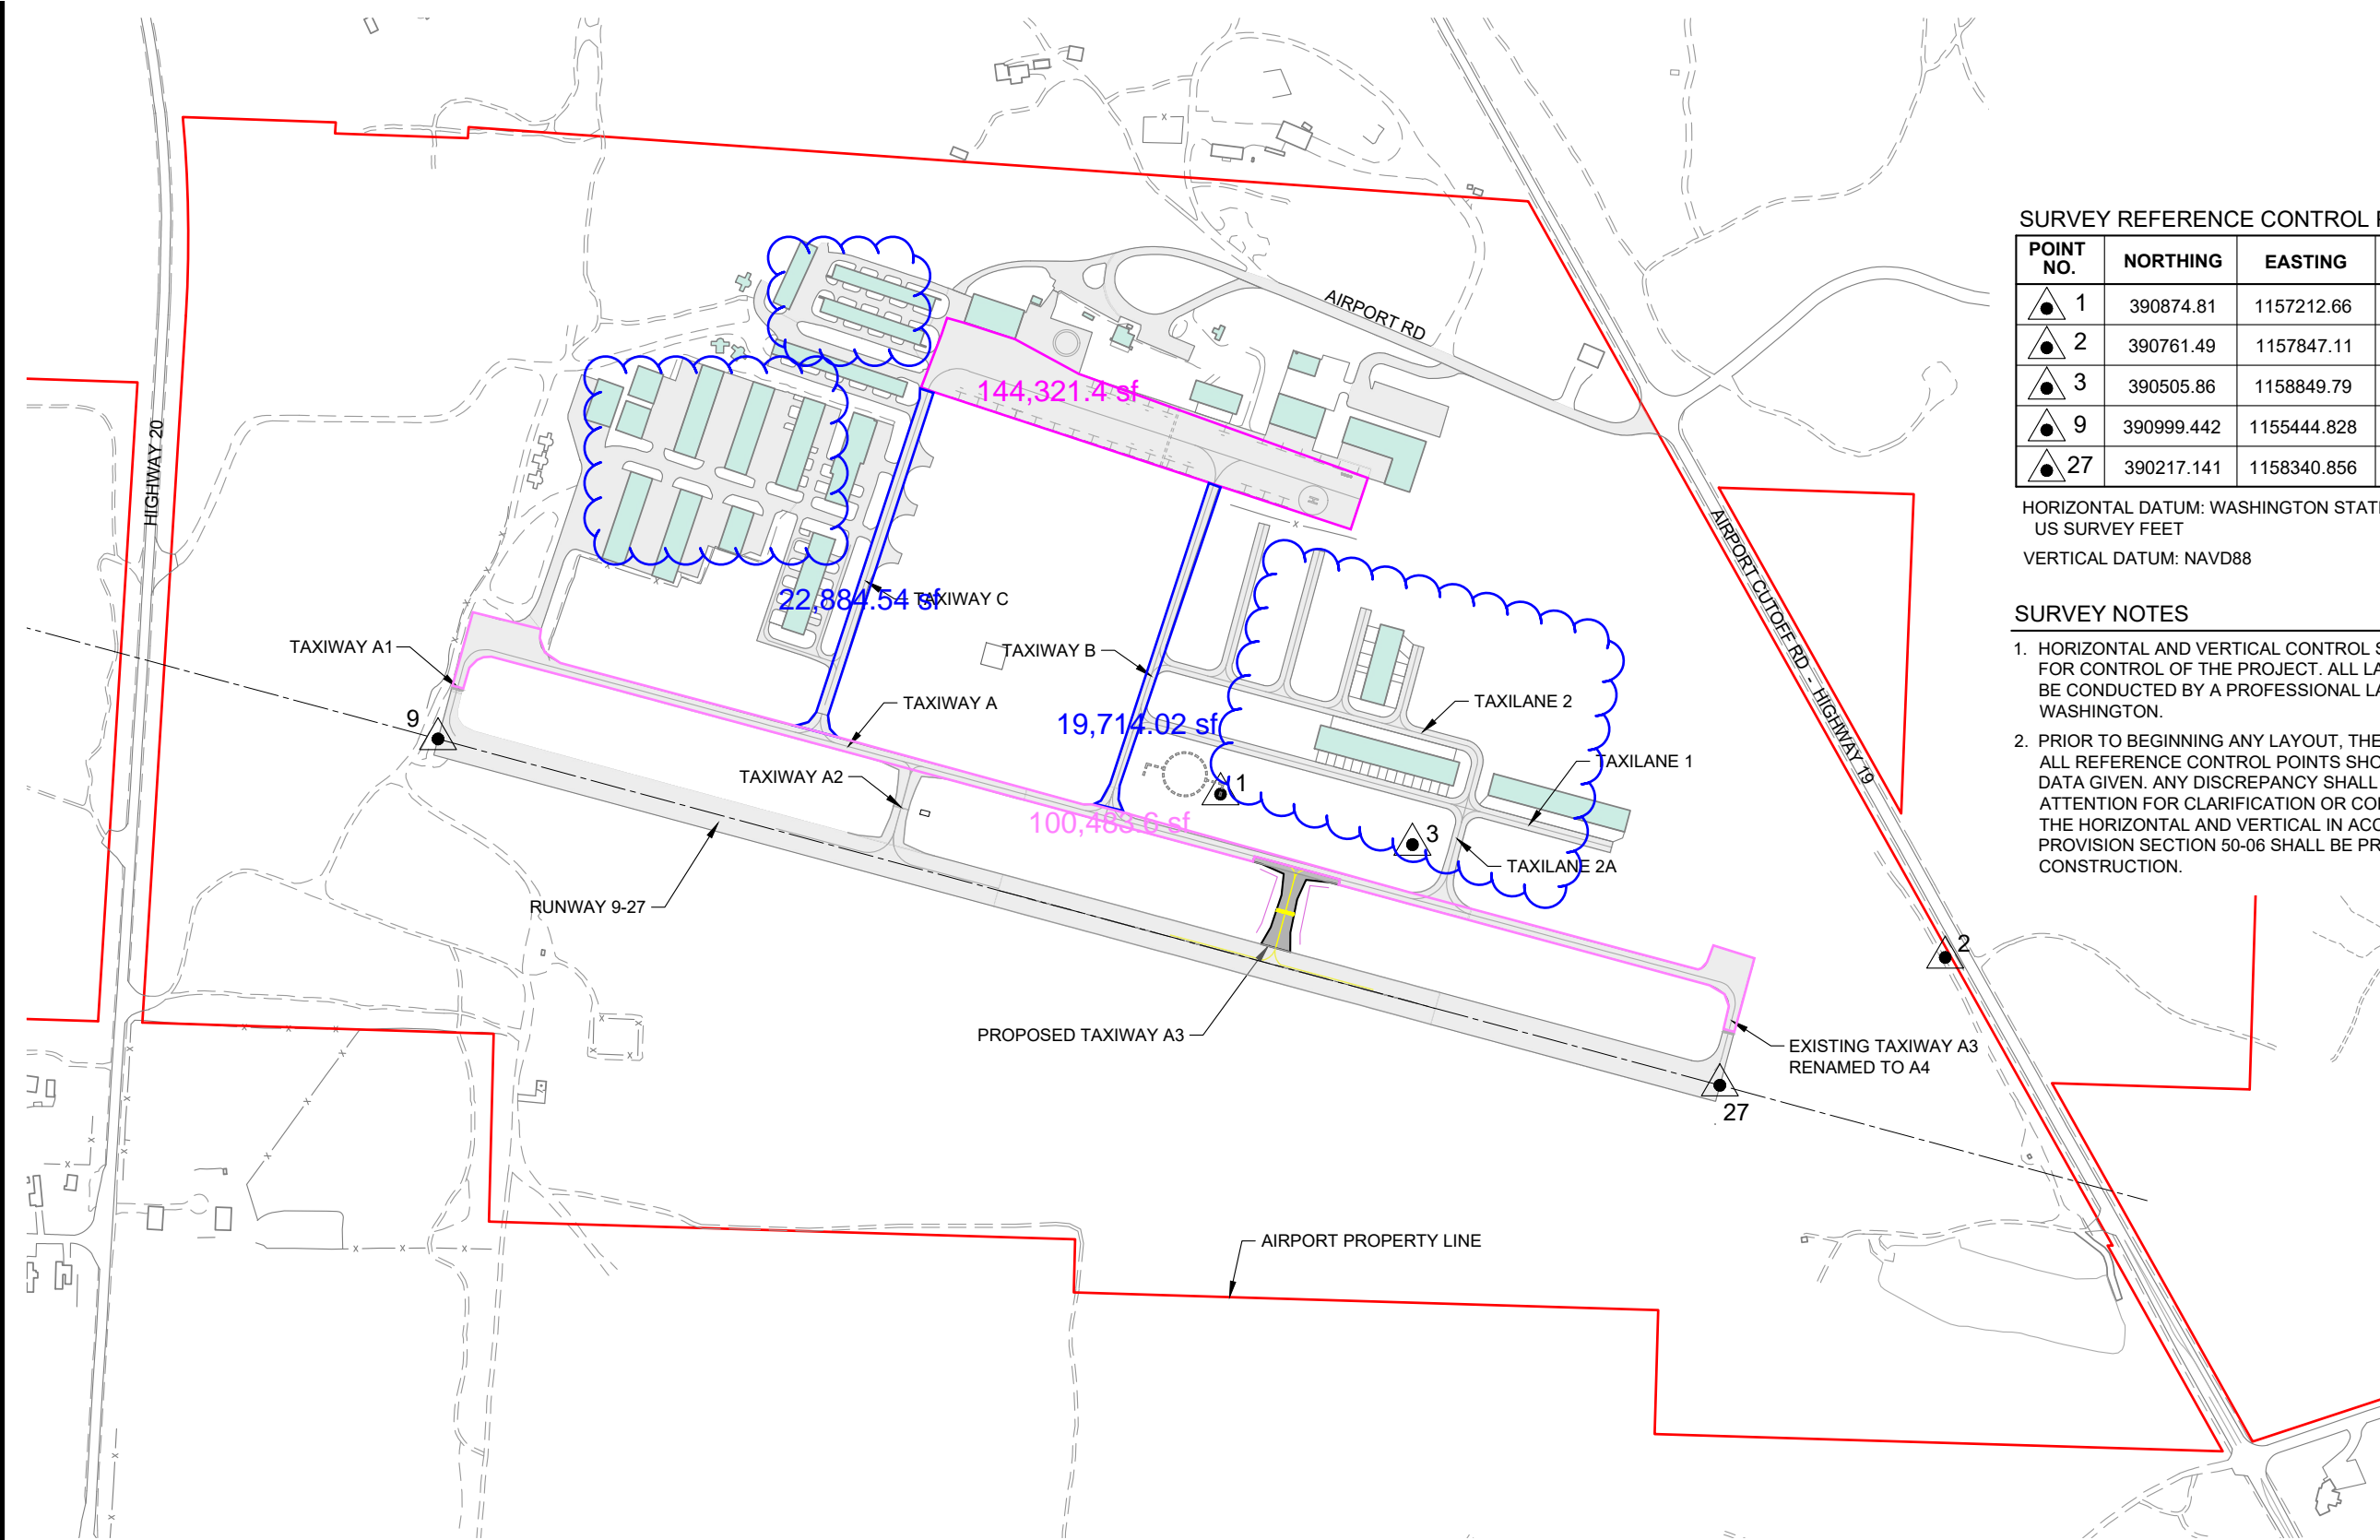 HIGHWAY 20
AIRPORT RD
144,321.4 sf
22,884.54 sf
TAXIWAY C
TAXIWAY A1
TAXIWAY B
TAXIWAY A
TAXILANE 2
9
19,714.02 sf
TAXIWAY A2
TAXILANE 1
1
100,483.6 sf
3
TAXILANE 2A
RUNWAY 9-27
2
PROPOSED TAXIWAY A3
EXISTING TAXIWAY A3
RENAMED TO A4
27
AIRPORT PROPERTY LINE
AIRPORT CUTOFF RD - HIGHWAY 19
SURVEY REFERENCE CONTROL
POINT NO. NORTHING EASTING
1 390874.81 1157212.66
2 390761.49 1157847.11
3 390505.86 1158849.79
9 390999.442 1155444.828
27 390217.141 1158340.856
HORIZONTAL DATUM: WASHINGTON STAT
US SURVEY FEET
VERTICAL DATUM: NAVD88
SURVEY NOTES
1. HORIZONTAL AND VERTICAL CONTROL S
FOR CONTROL OF THE PROJECT. ALL LA
BE CONDUCTED BY A PROFESSIONAL LA
WASHINGTON.
2. PRIOR TO BEGINNING ANY LAYOUT, THE
ALL REFERENCE CONTROL POINTS SHO
DATA GIVEN. ANY DISCREPANCY SHALL
ATTENTION FOR CLARIFICATION OR CO
THE HORIZONTAL AND VERTICAL IN ACC
PROVISION SECTION 50-06 SHALL BE PR
CONSTRUCTION.